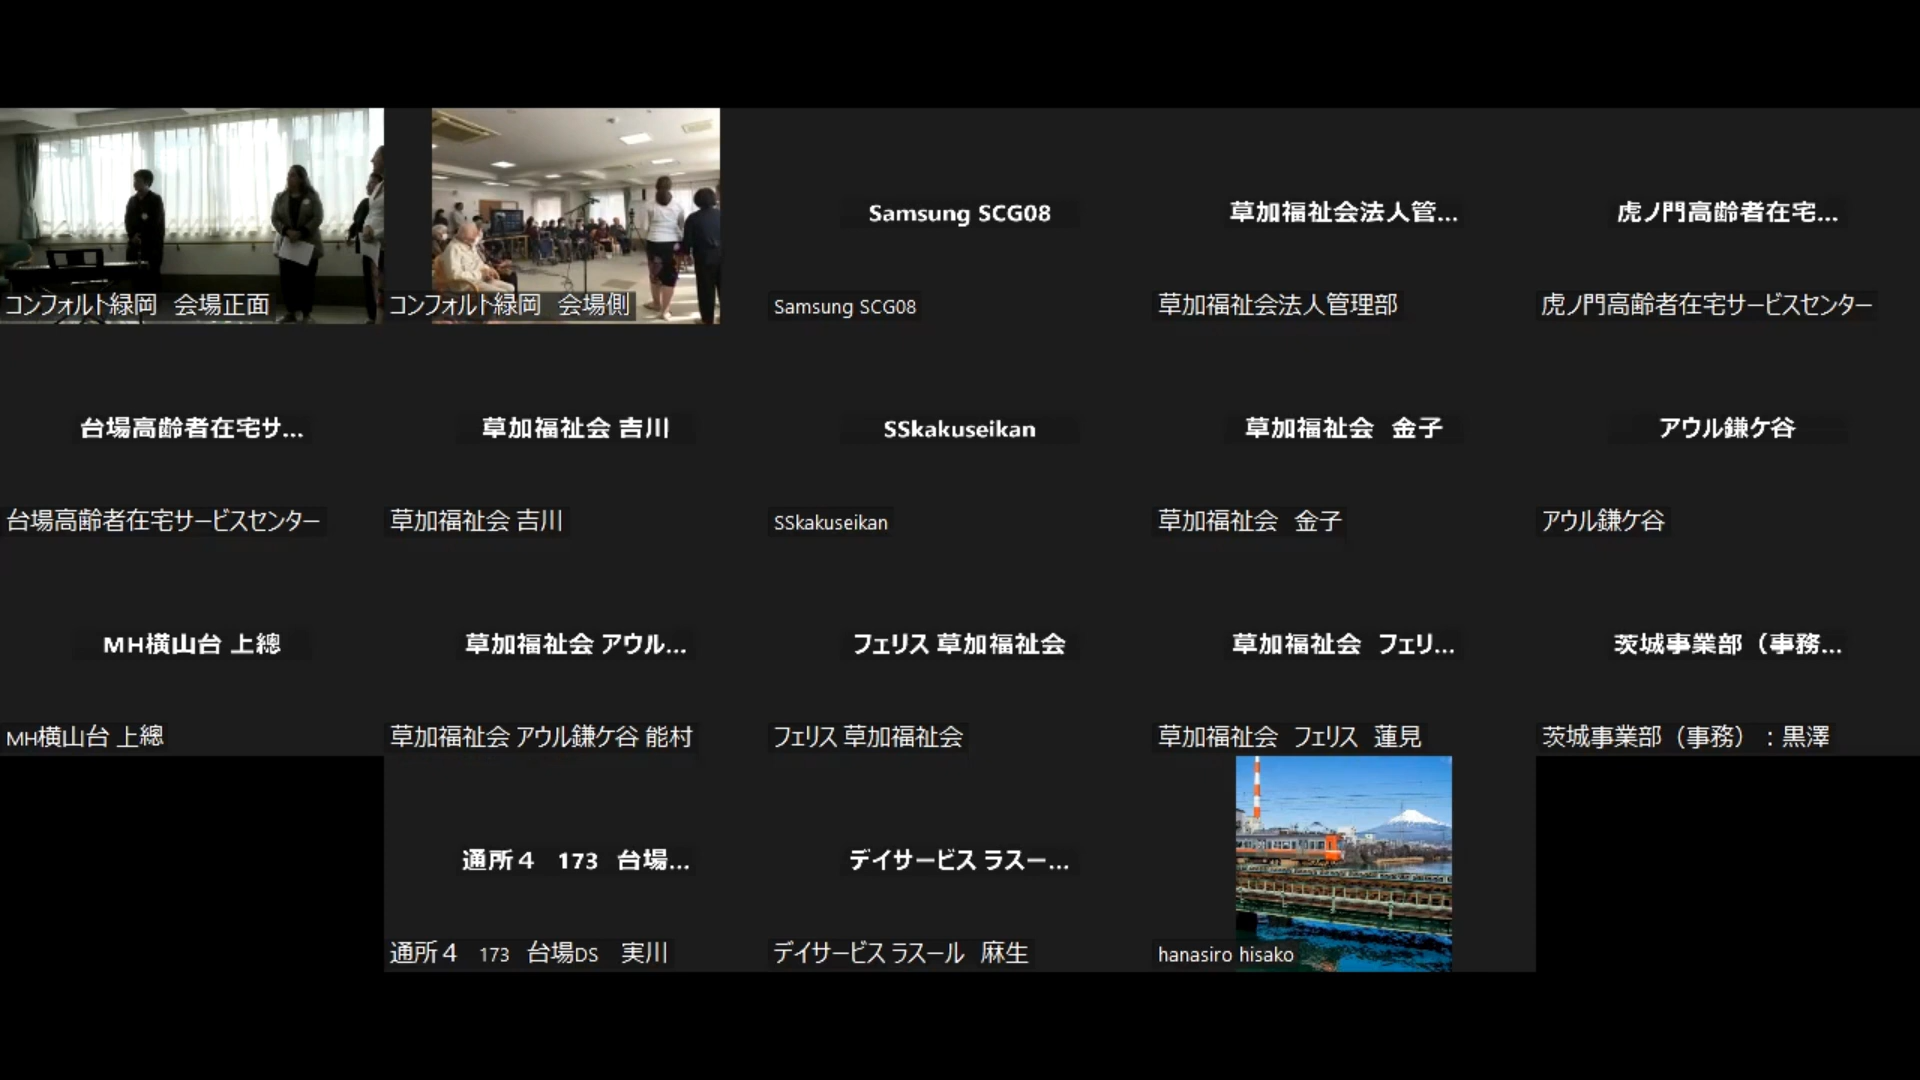 コンフォルト緑岡　会場正面
コンフォルト緑岡　会場側
Samsung SCG08
Samsung SCG08
草加福祉会法人管...
草加福祉会法人管理部
虎ノ門高齢者在宅...
虎ノ門高齢者在宅サービスセンター
台場高齢者在宅サ...
台場高齢者在宅サービスセンター
草加福祉会 吉川
草加福祉会 吉川
SSkakuseikan
SSkakuseikan
草加福祉会　金子
草加福祉会　金子
アウル鎌ケ谷
アウル鎌ケ谷
MH横山台 上總
MH横山台 上總
草加福祉会 アウル...
草加福祉会 アウル鎌ケ谷 能村
フェリス 草加福祉会
フェリス 草加福祉会
草加福祉会　フェリ...
草加福祉会　フェリス　蓮見
茨城事業部（事務...
茨城事業部（事務）：黒澤
通所４　173　台場...
通所４　173　台場DS　実川
デイサービス ラスー...
デイサービス ラスール　麻生
hanasiro hisako